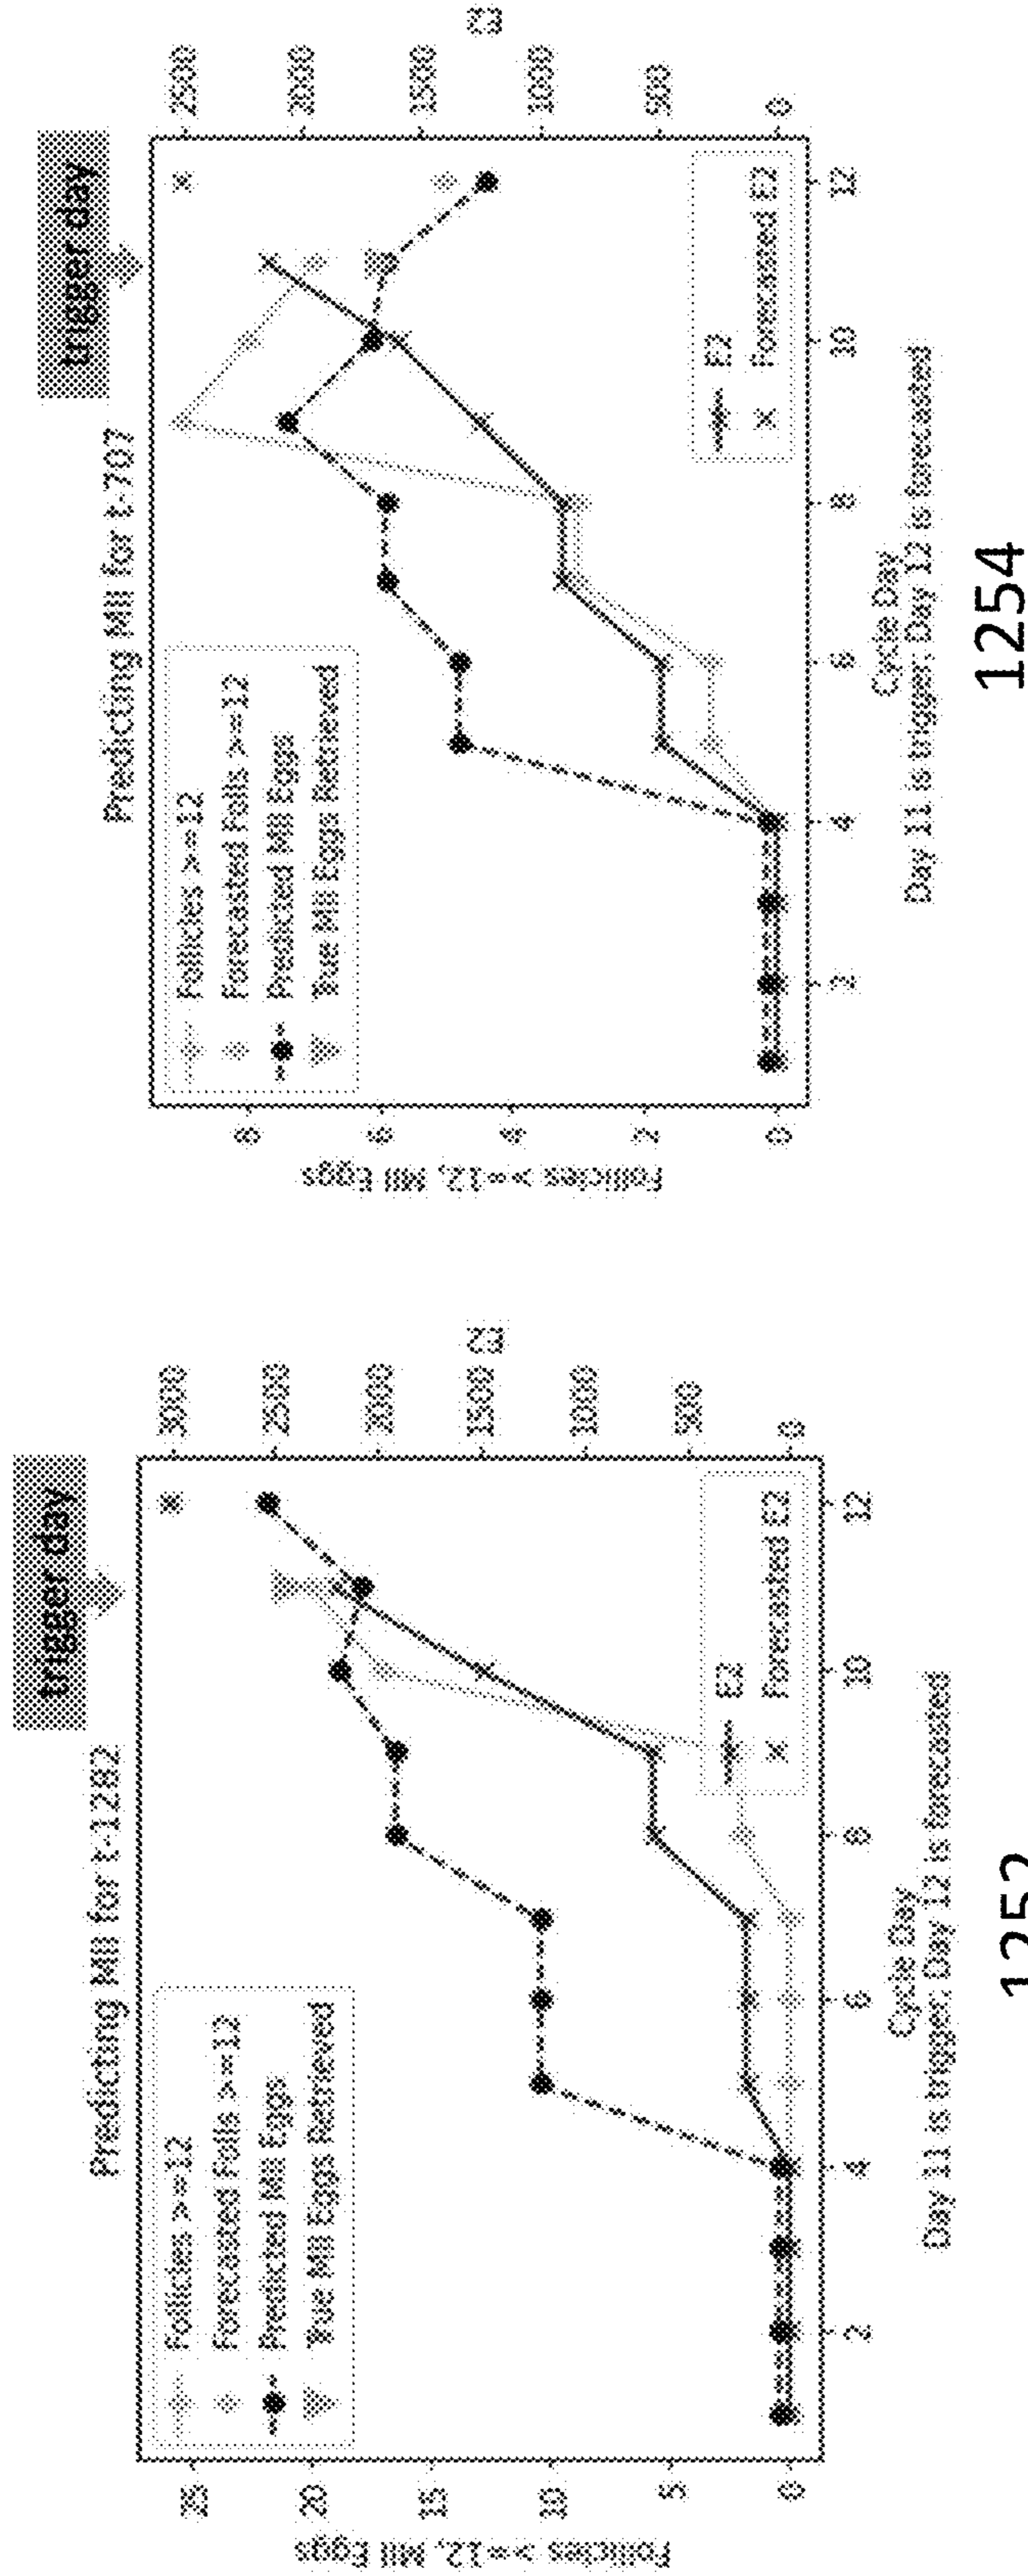 trigger day
Predicting MII for t-1282
Follicles >=12
Forecasted Folls >=12
Predicted MII Eggs
True MII Eggs Retrieved
E2
Forecasted E2
Follicles >=12, MII Eggs
25
20
15
10
5
0
E2
3000
2500
2000
1500
1000
500
0
2
4
6
8
10
12
Cycle Day
Day 11 is trigger: Day 12 is forecasted
1252
trigger day
Predicting MII for t-707
Follicles >=12
Forecasted Folls >=12
Predicted MII Eggs
True MII Eggs Retrieved
E2
Forecasted E2
Follicles >=12, MII Eggs
8
6
4
2
0
E2
2500
2000
1500
1000
500
0
2
4
6
8
10
12
Cycle Day
Day 11 is trigger: Day 12 is forecasted
1254